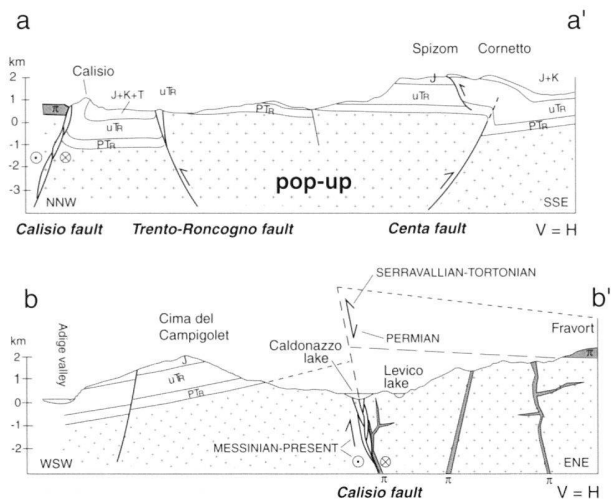 a a'
km
Calisio
Spizom Cornetto
2
1
0
-1
-2
-3
π
J+K+T
uTR
uTR
PTR
PTR
J
uTR
J+K
uTR
PTR
NNW
pop-up
SSE
Calisio fault Trento-Roncogno fault Centa fault V = H
b b'
SERRAVALLIAN-TORTONIAN
PERMIAN
Adige valley
Cima del
Campigolet
Caldonazzo
lake
Levico
lake
Fravort
km
2
1
0
-1
-2
J
uTR
PTR
π
MESSINIAN-PRESENT
WSW
ENE
π π π
Calisio fault V = H